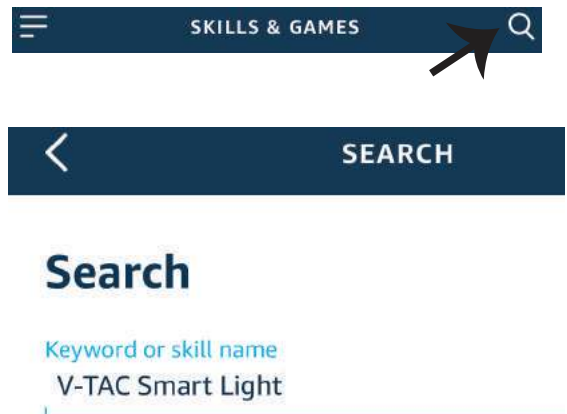 SKILLS & GAMES
SEARCH
Search
Keyword or skill name
V-TAC Smart Light